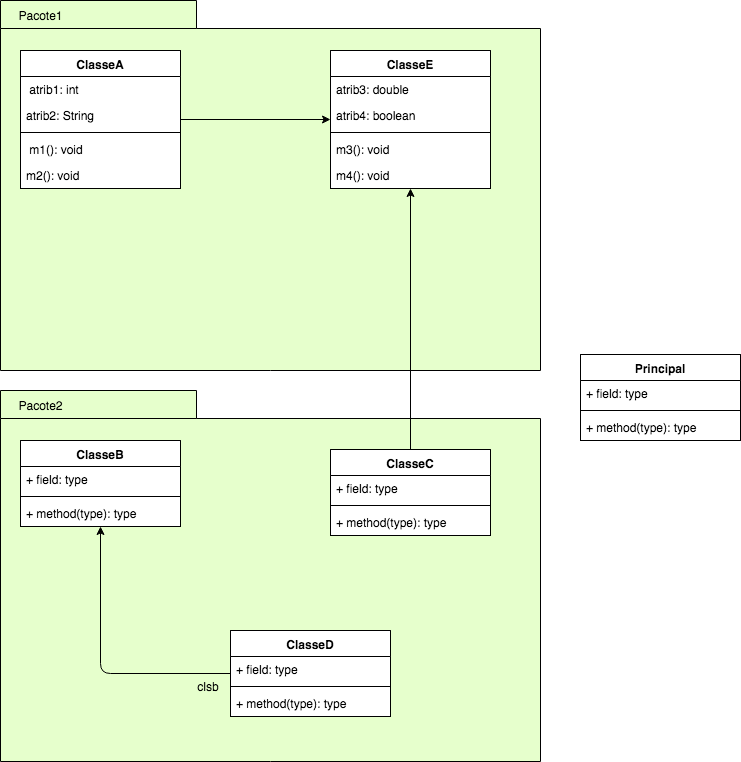 Pacote1
ClasseA
atrib1: int
atrib2: String
m1(): void
m2(): void
ClasseE
atrib3: double
atrib4: boolean
m3(): void
m4(): void
Principal
+ field: type
+ method(type): type
Pacote2
ClasseB
+ field: type
+ method(type): type
ClasseC
+ field: type
+ method(type): type
ClasseD
+ field: type
+ method(type): type
clsb